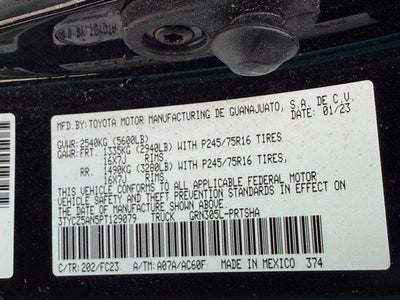 MFD.BY:TOYOTA MOTOR MANUFACTURING DE GUANAJUATO, S.A. DE C.V.
DATE: 01/23
GVWR: 2540KG (5600LB)
GAWR: FRT. 1335KG (2940LB) WITH P245/75R16 TIRES
16X7J RIMS,
RR. 1490KG (3280LB) WITH P245/75R16 TIRES,
16X7J RIMS
THIS VEHICLE CONFORMS TO ALL APPLICABLE FEDERAL MOTOR
VEHICLE SAFETY AND THEFT PREVENTION STANDARDS IN EFFECT ON
THE DATE OF MANUFACTURE SHOWN ABOVE.
3TYCZ5AN5PT129079 TRUCK GRN305L-PRTSHA
C/TR: 202/FC23 A/TM: A07A/AC60F MADE IN MEXICO 374